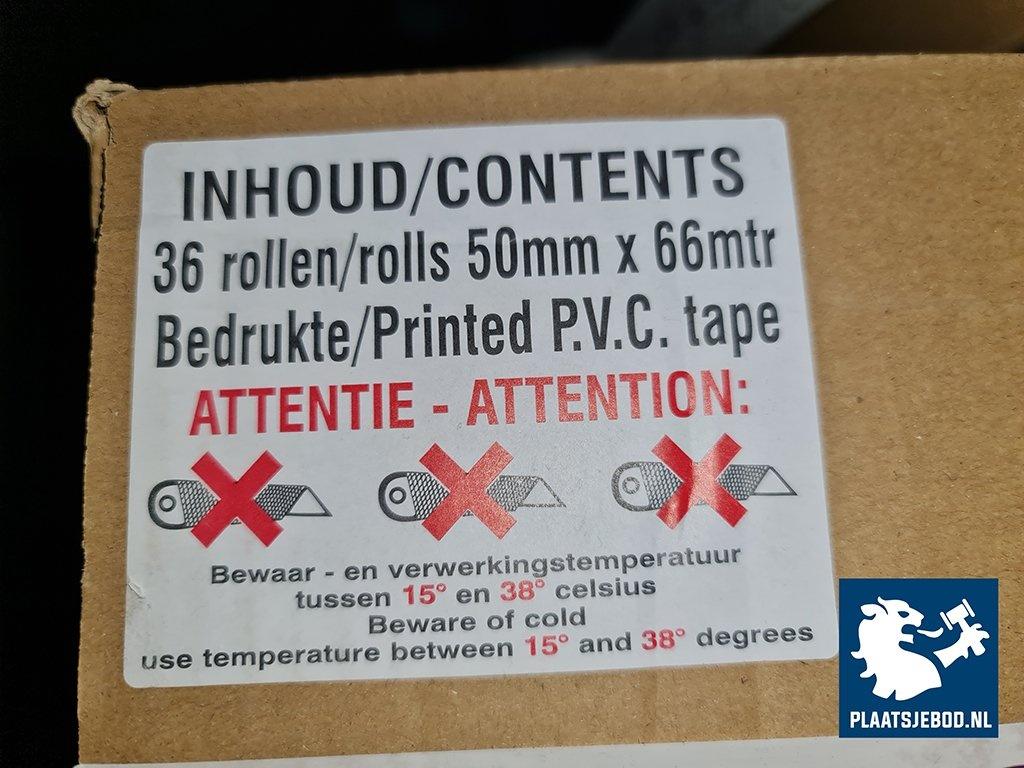 INHOUD/CONTENTS
36 rollen/rolls 50mm x 66mtr
Bedrukte/Printed P.V.C. tape
ATTENTIE - ATTENTION:
Bewaar - en verwerkingstemperatuur
tussen 15° en 38° celsius
Beware of cold
use temperature between 15° and 38° degrees
PLAATSJEBOD.NL